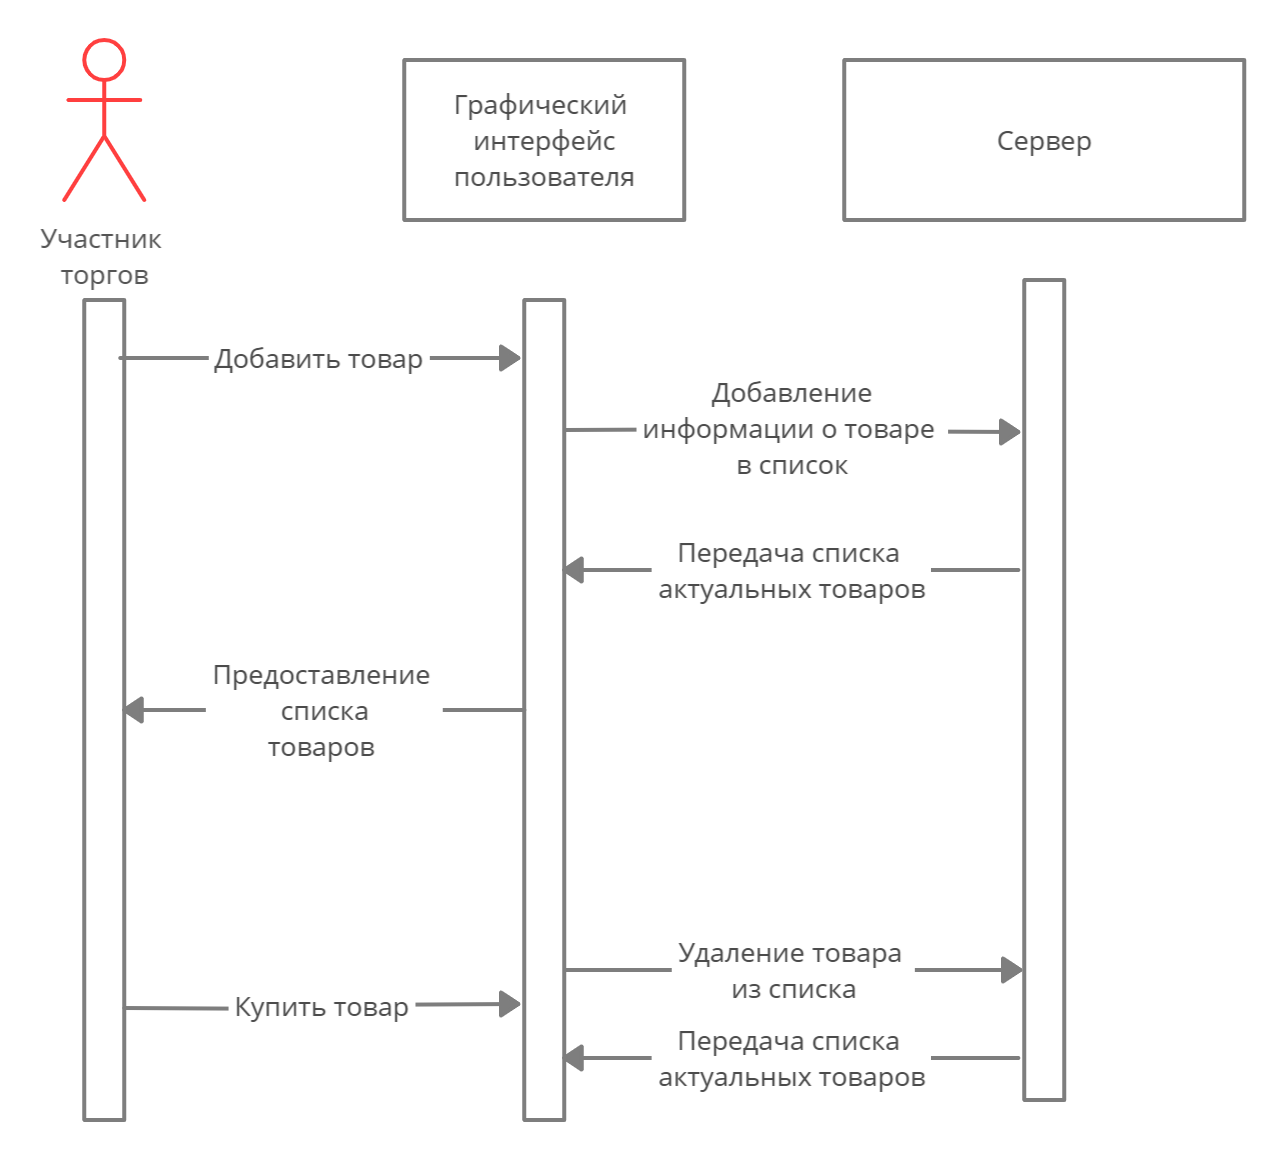 Графический
интерфейс
пользователя
Сервер
Участник
торгов
Добавить товар
Добавление
информации о товаре
в список
Передача списка
актуальных товаров
Предоставление
списка
товаров
Удаление товара
из списка
Купить товар
Передача списка
актуальных товаров